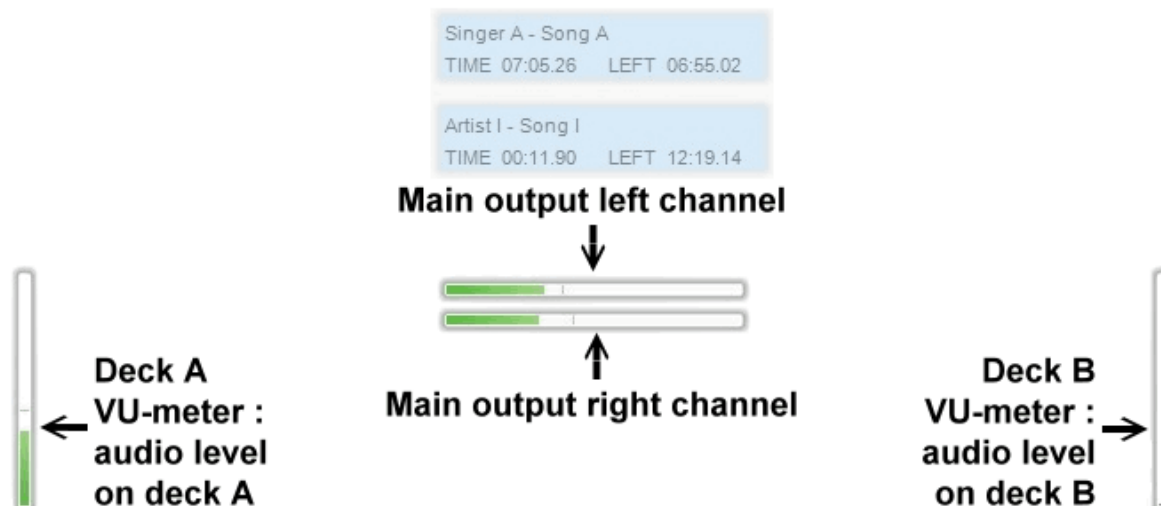 Singer A - Song A
TIME 07:05.26 LEFT 06:55.02
Artist I - Song I
TIME 00:11.90 LEFT 12:19.14
Main output left channel
Main output right channel
Deck A
VU-meter :
audio level
on deck A
Deck B
VU-meter :
audio level
on deck B